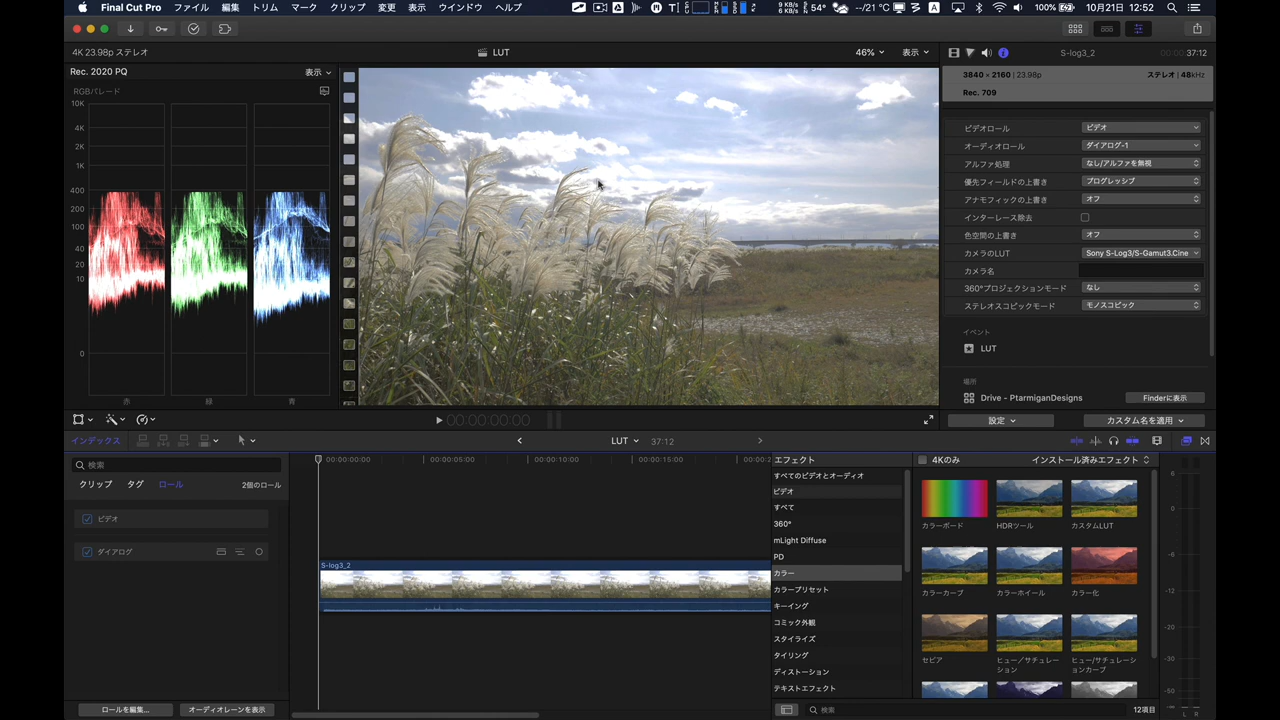 Final Cut Pro ファイル 編集 トリム マーク クリップ 変更 表示 ウインドウ ヘルプ
9 KB/s 6 KB/s 54° --/21 ℃ A 100% 10月21日 12:52
4K 23.98p ステレオ
LUT
46%
表示
S-log3_2
00:00:37:12
Rec. 2020 PQ
表示
3840 × 2160 | 23.98p
ステレオ | 48kHz
Rec. 709
RGBパレード
10K
4K
2K
1K
400
200
100
40
20
10
0
赤 緑 青
ビデオロール ビデオ
オーディオロール ダイアログ-1
アルファ処理 なし/アルファを無視
優先フィールドの上書き プログレッシブ
アナモフィックの上書き オフ
インターレース除去
色空間の上書き オフ
カメラのLUT Sony S-Log3/S-Gamut3.Cine
カメラ名
360°プロジェクションモード なし
ステレオスコピックモード モノスコピック
イベント
LUT
場所
Drive - PtarmiganDesigns
Finderに表示
00:00:00:00
設定
カスタム名を適用
インデックス
LUT
37:12
検索
クリップ タグ ロール 2個のロール
ビデオ
ダイアログ
00:00:00:00 00:00:05:00 00:00:10:00 00:00:15:00 00:00:2
S-log3_2
エフェクト
4Kのみ
インストール済みエフェクト
すべてのビデオとオーディオ
ビデオ
すべて
360°
mLight Diffuse
PD
カラー
カラープリセット
キーイング
コミック外観
スタイライズ
タイリング
ディストーション
テキストエフェクト
カラーボード HDRツール カスタムLUT
カラーカーブ カラーホイール カラー化
セピア
ヒュー／サチュレーション
ヒュー/サチュレーションカーブ
6
0
-6
-12
-20
-30
-50
L R
ロールを編集...
オーディオレーンを表示
検索
12項目